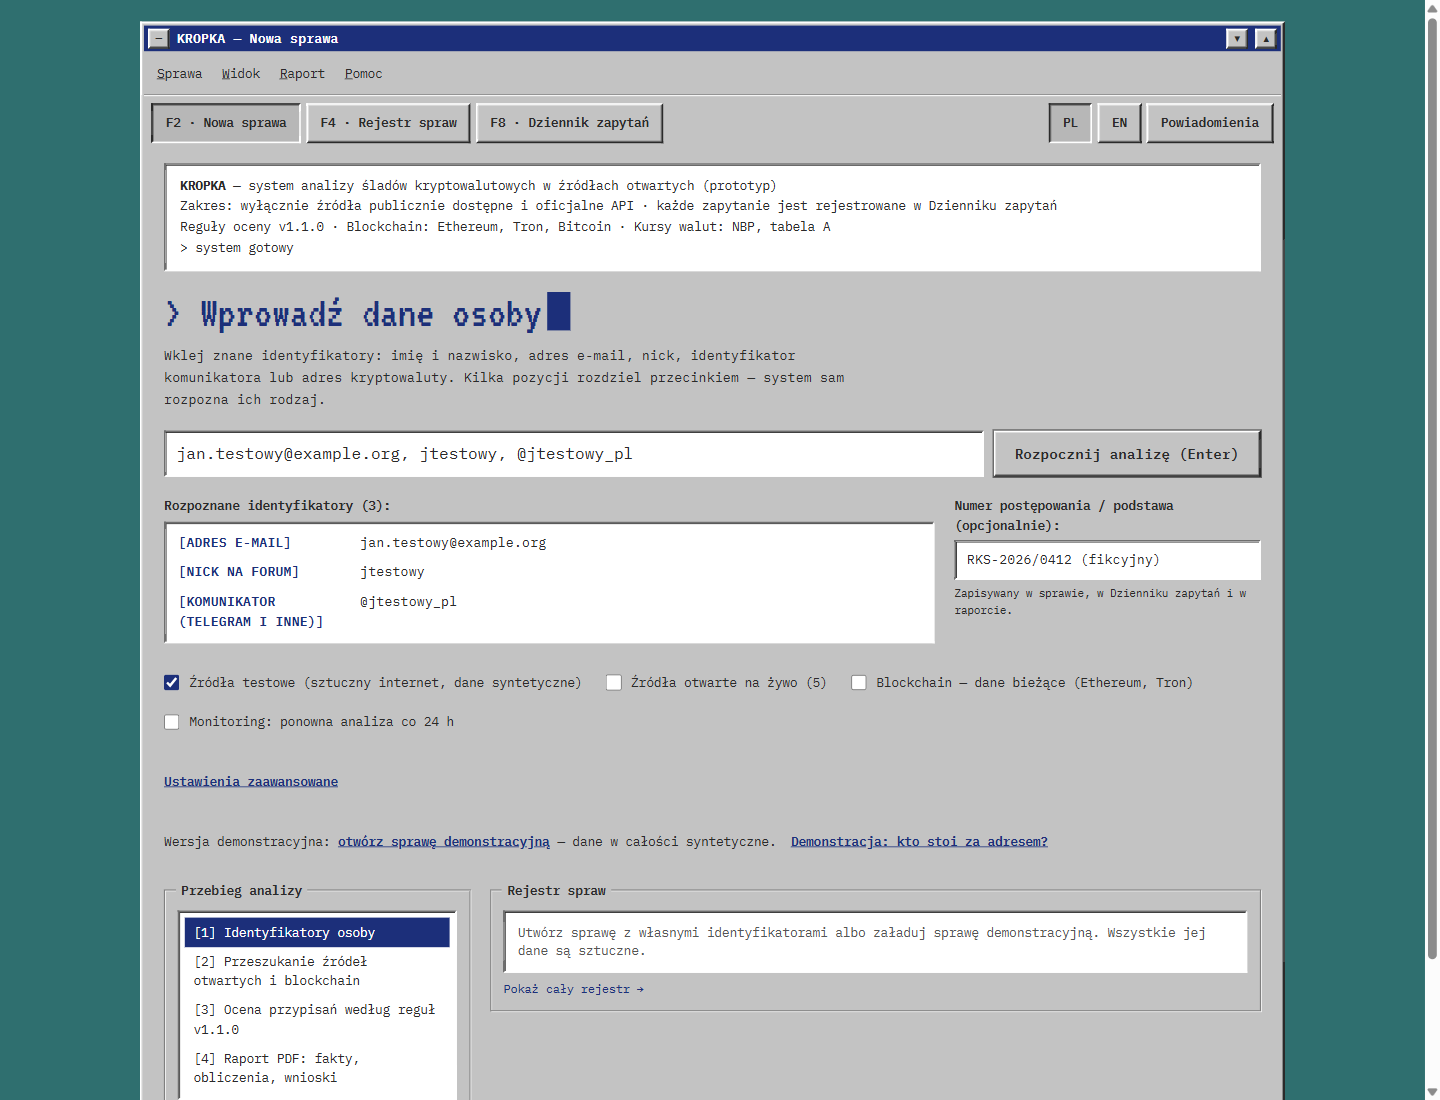 KROPKA — Nowa sprawa
Sprawa Widok Raport Pomoc
F2 · Nowa sprawa F4 · Rejestr spraw F8 · Dziennik zapytań PL EN Powiadomienia
KROPKA — system analizy śladów kryptowalutowych w źródłach otwartych (prototyp)
Zakres: wyłącznie źródła publicznie dostępne i oficjalne API · każde zapytanie jest rejestrowane w Dzienniku zapytań
Reguły oceny v1.1.0 · Blockchain: Ethereum, Tron, Bitcoin · Kursy walut: NBP, tabela A
> system gotowy
> Wprowadź dane osoby
Wklej znane identyfikatory: imię i nazwisko, adres e-mail, nick, identyfikator
komunikatora lub adres kryptowaluty. Kilka pozycji rozdziel przecinkiem — system sam
rozpozna ich rodzaj.
jan.testowy@example.org, jtestowy, @jtestowy_pl
Rozpocznij analizę (Enter)
Rozpoznane identyfikatory (3):
[ADRES E-MAIL] jan.testowy@example.org
[NICK NA FORUM] jtestowy
[KOMUNIKATOR @jtestowy_pl
(TELEGRAM I INNE)]
Numer postępowania / podstawa
(opcjonalnie):
RKS-2026/0412 (fikcyjny)
Zapisywany w sprawie, w Dzienniku zapytań i w
raporcie.
Źródła testowe (sztuczny internet, dane syntetyczne) Źródła otwarte na żywo (5) Blockchain — dane bieżące (Ethereum, Tron)
Monitoring: ponowna analiza co 24 h
Ustawienia zaawansowane
Wersja demonstracyjna: otwórz sprawę demonstracyjną — dane w całości syntetyczne. Demonstracja: kto stoi za adresem?
Przebieg analizy
[1] Identyfikatory osoby
[2] Przeszukanie źródeł
otwartych i blockchain
[3] Ocena przypisań według reguł
v1.1.0
[4] Raport PDF: fakty,
obliczenia, wnioski
Rejestr spraw
Utwórz sprawę z własnymi identyfikatorami albo załaduj sprawę demonstracyjną. Wszystkie jej
dane są sztuczne.
Pokaż cały rejestr →